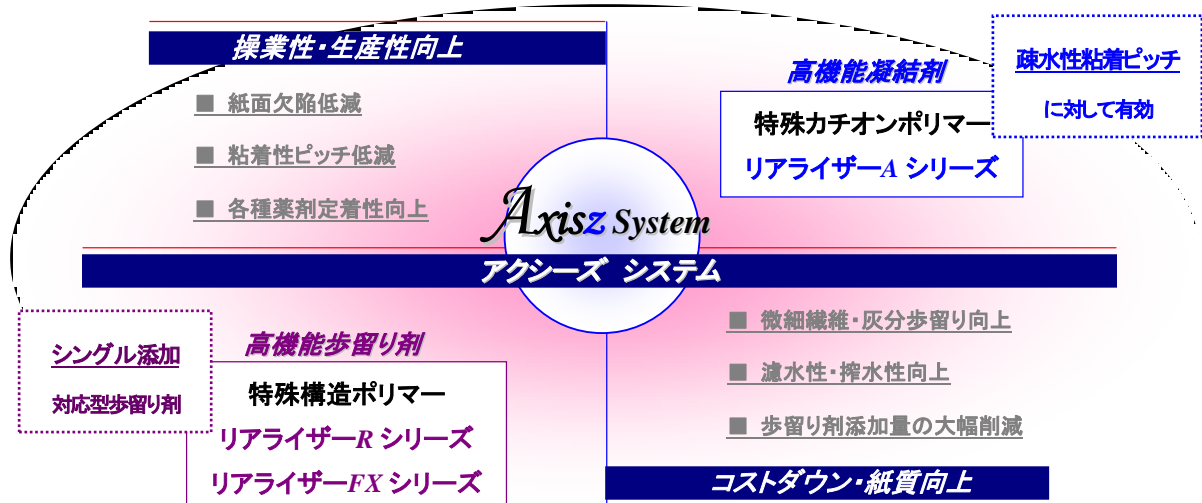 操業性・生産性向上
■ 紙面欠陥低減
■ 粘着性ピッチ低減
■ 各種薬剤定着性向上
高機能凝結剤
特殊カチオンポリマー
リアライザーA シリーズ
疎水性粘着ピッチ
に対して有効
Axisz System
アクシーズ システム
シングル添加
対応型歩留り剤
高機能歩留り剤
特殊構造ポリマー
リアライザーR シリーズ
リアライザーFX シリーズ
■ 微細繊維・灰分歩留り向上
■ 濾水性・搾水性向上
■ 歩留り剤添加量の大幅削減
コストダウン・紙質向上